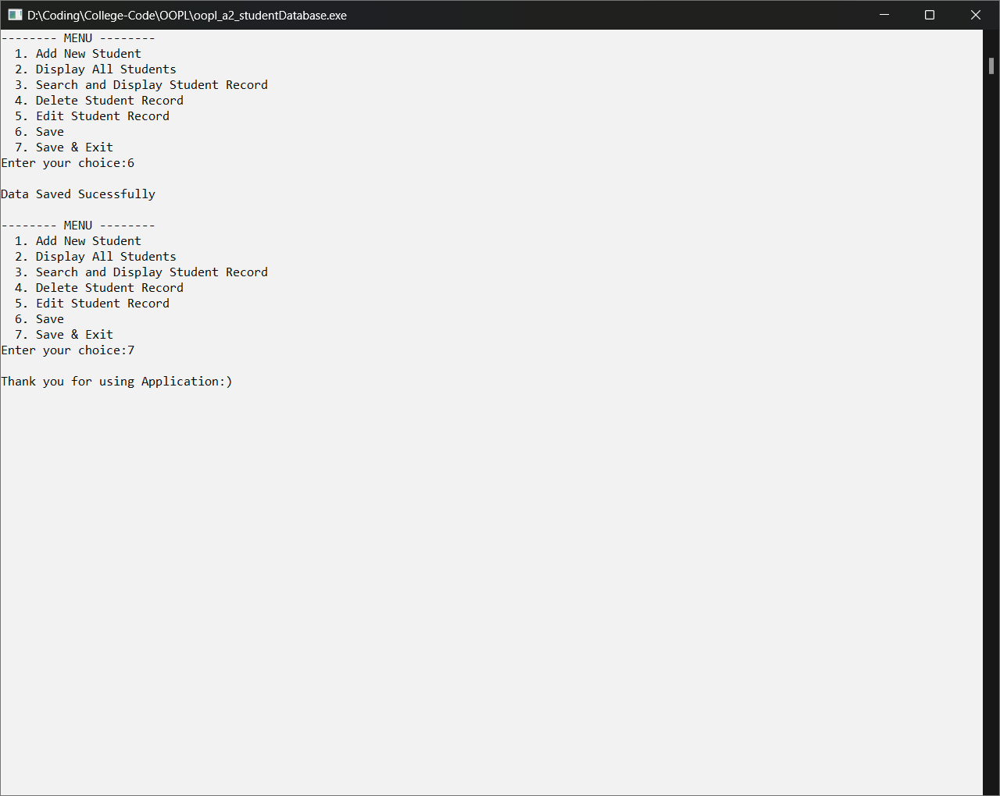 D:\Coding\College-Code\OOPL\oopl_a2_studentDatabase.exe
-------- MENU --------
  1. Add New Student
  2. Display All Students
  3. Search and Display Student Record
  4. Delete Student Record
  5. Edit Student Record
  6. Save
  7. Save & Exit
Enter your choice:6
Data Saved Sucessfully
-------- MENU --------
  1. Add New Student
  2. Display All Students
  3. Search and Display Student Record
  4. Delete Student Record
  5. Edit Student Record
  6. Save
  7. Save & Exit
Enter your choice:7
Thank you for using Application:)